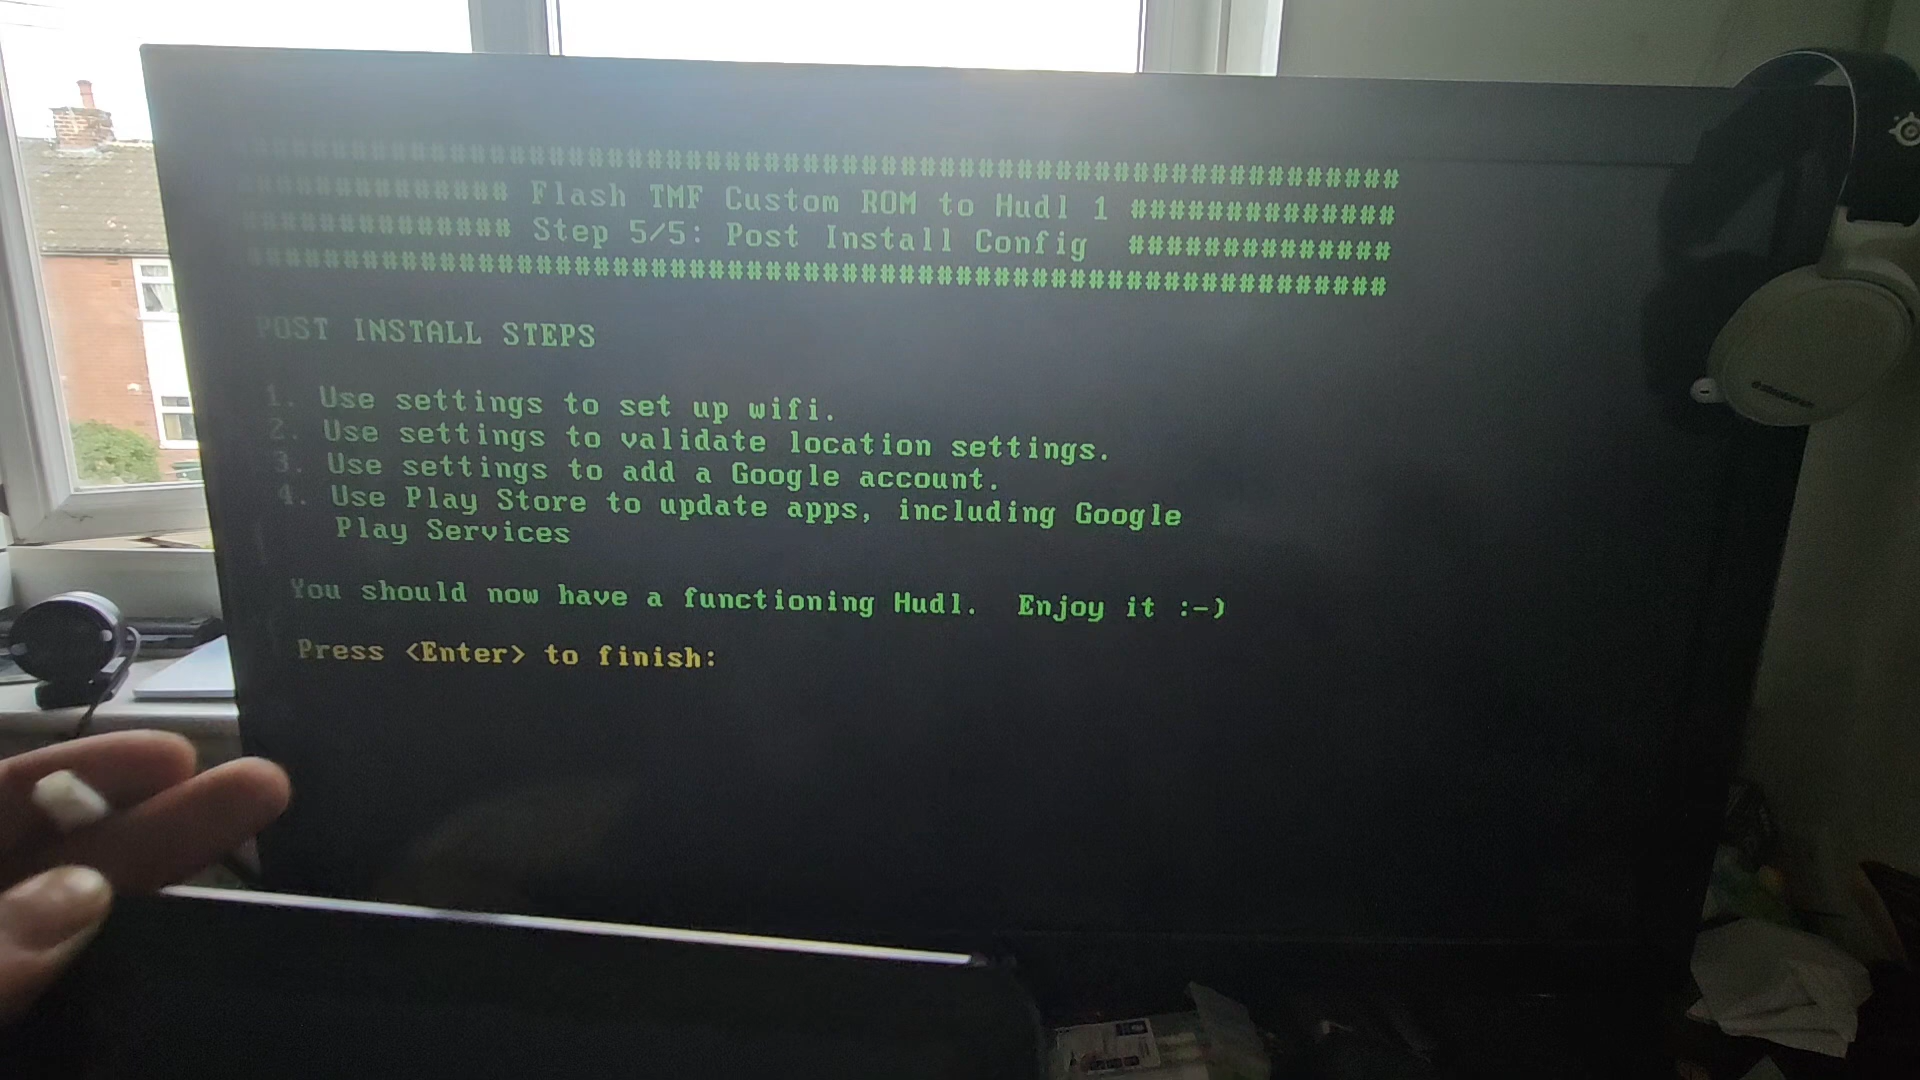 ############################################################
############## Flash TMF Custom ROM to Hudl 1 ##############
############## Step 5/5: Post Install Config ##############
############################################################
POST INSTALL STEPS
1. Use settings to set up wifi.
2. Use settings to validate location settings.
3. Use settings to add a Google account.
4. Use Play Store to update apps, including Google
Play Services
You should now have a functioning Hudl. Enjoy it :-)
Press <Enter> to finish: